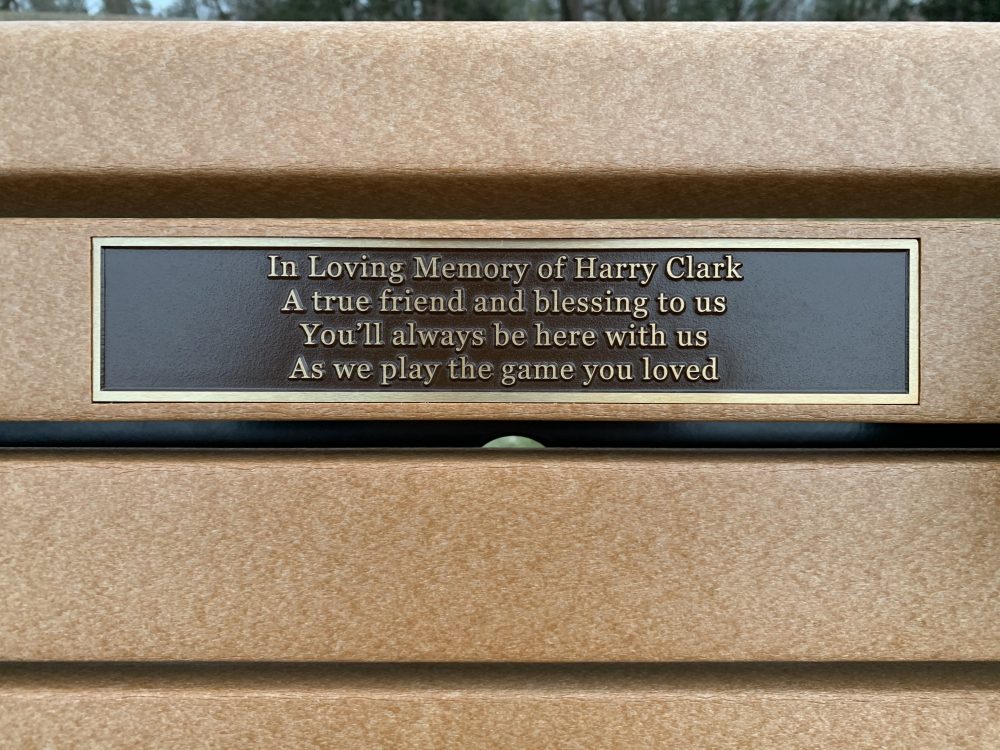 In Loving Memory of Harry Clark
A true friend and blessing to us
You’ll always be here with us
As we play the game you loved